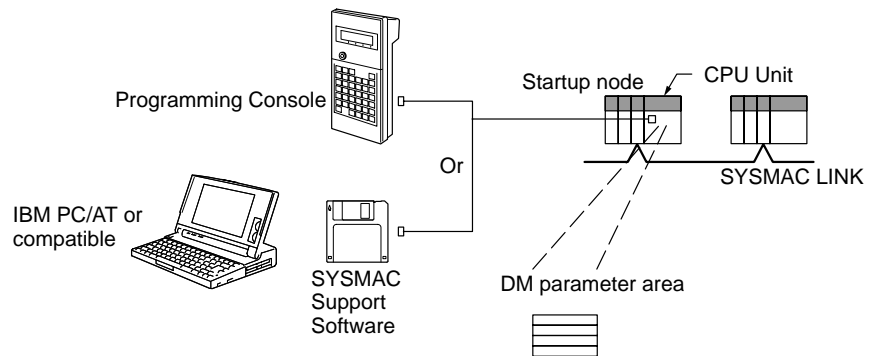 Programming Console
Startup node
CPU Unit
Or
SYSMAC LINK
IBM PC/AT or
compatible
SYSMAC
Support
Software
DM parameter area